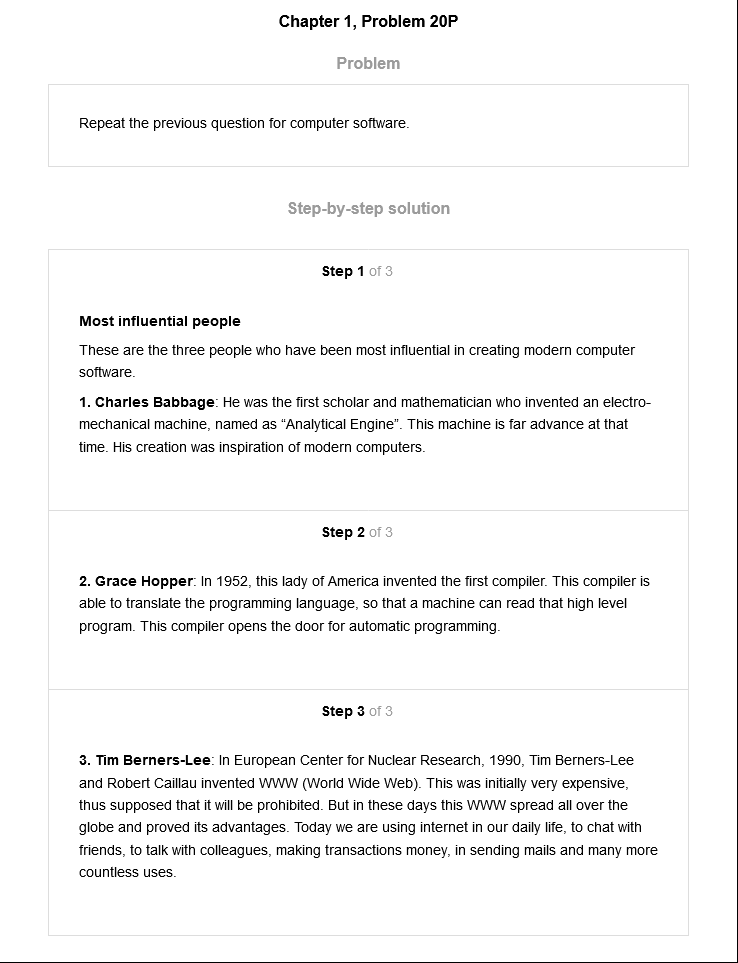 Chapter 1, Problem 20P
Problem
Repeat the previous question for computer software.
Step-by-step solution
Step 1 of 3
Most influential people
These are the three people who have been most influential in creating modern computer
software.
1. Charles Babbage: He was the first scholar and mathematician who invented an electro-
mechanical machine, named as “Analytical Engine”. This machine is far advance at that
time. His creation was inspiration of modern computers.
Step 2 of 3
2. Grace Hopper: In 1952, this lady of America invented the first compiler. This compiler is
able to translate the programming language, so that a machine can read that high level
program. This compiler opens the door for automatic programming.
Step 3 of 3
3. Tim Berners-Lee: In European Center for Nuclear Research, 1990, Tim Berners-Lee
and Robert Caillau invented WWW (World Wide Web). This was initially very expensive,
thus supposed that it will be prohibited. But in these days this WWW spread all over the
globe and proved its advantages. Today we are using internet in our daily life, to chat with
friends, to talk with colleagues, making transactions money, in sending mails and many more
countless uses.